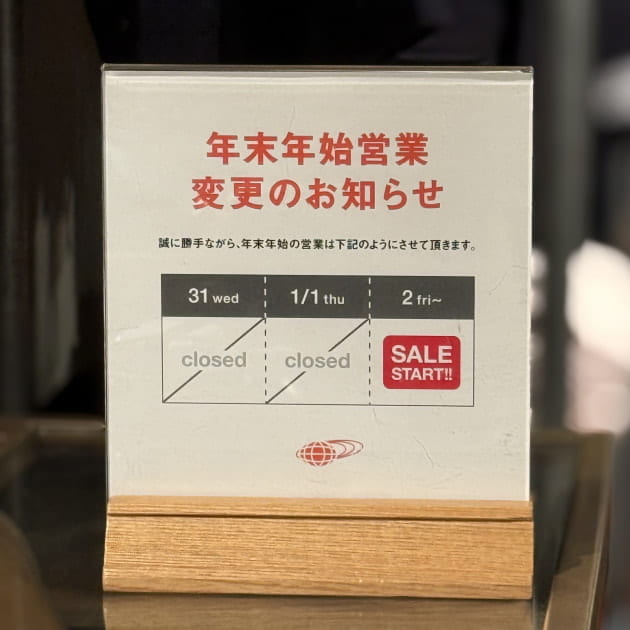 年末年始営業
変更のお知らせ
誠に勝手ながら、年末年始の営業は下記のようにさせて頂きます。
31 wed 1/1 thu 2 fri~
closed closed SALE
START!!